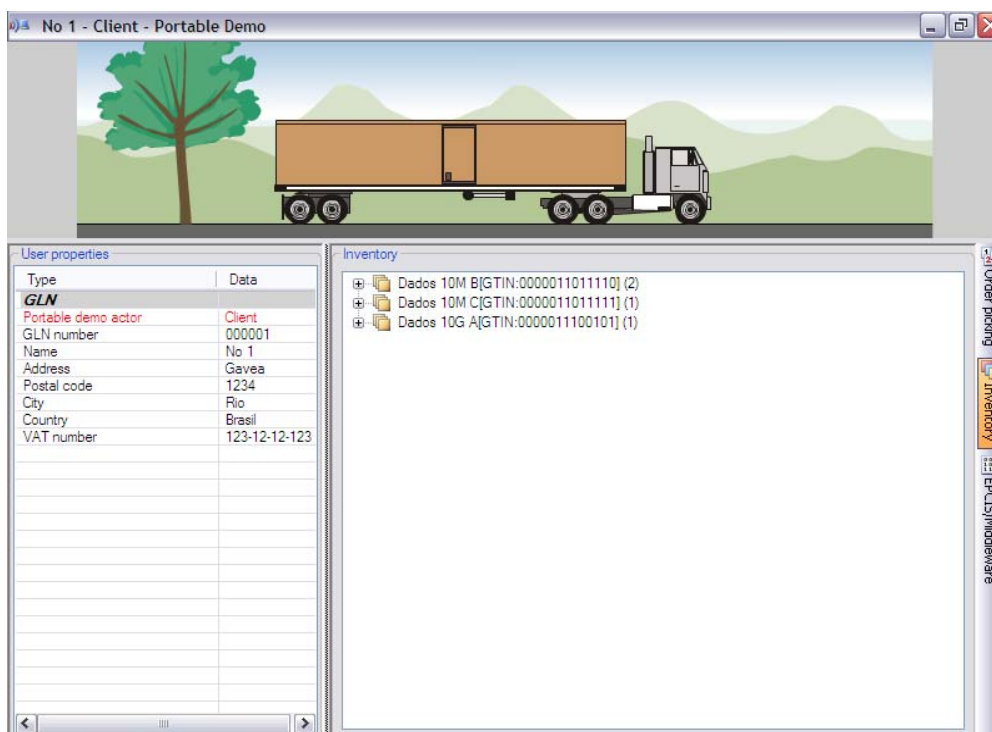 No 1 - Client - Portable Demo
User properties
Type Data
GLN
Portable demo actor Client
GLN number 000001
Name No 1
Address Gavea
Postal code 1234
City Rio
Country Brasil
VAT number 123-12-12-123
Inventory
Dados 10M B[GTIN:0000011011110] (2)
Dados 10M C[GTIN:0000011011111] (1)
Dados 10G A[GTIN:0000011100101] (1)
Order picking
Inventory
EPCIS/Middleware